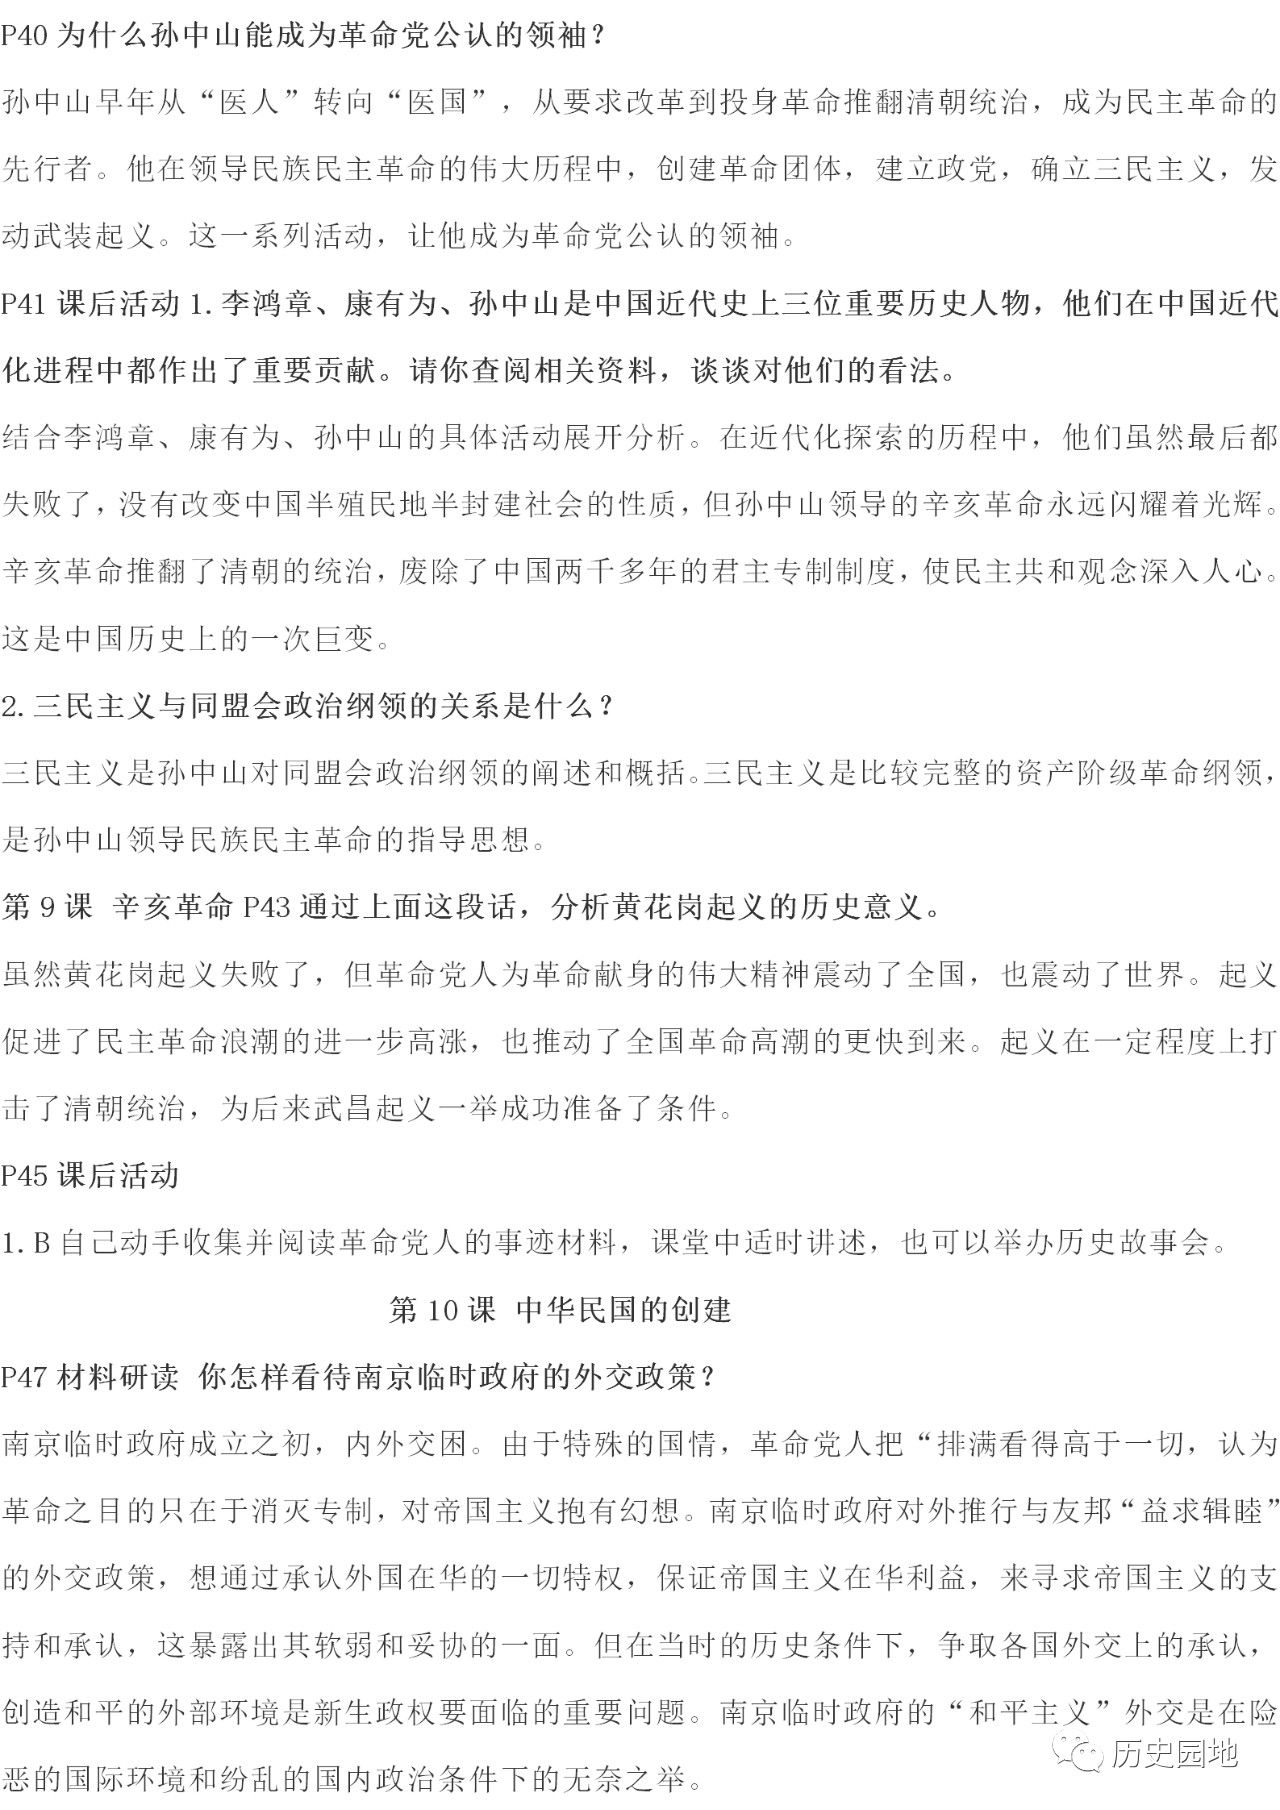 P40 为什么孙中山能成为革命党公认的领袖？
孙中山早年从“医人”转向“医国”，从要求改革到投身革命推翻清朝统治，成为民主革命的
先行者。他在领导民族民主革命的伟大历程中，创建革命团体，建立政党，确立三民主义，发
动武装起义。这一系列活动，让他成为革命党公认的领袖。
P41 课后活动 1. 李鸿章、康有为、孙中山是中国近代史上三位重要历史人物，他们在中国近代
化进程中都作出了重要贡献。请你查阅相关资料，谈谈对他们的看法。
结合李鸿章、康有为、孙中山的具体活动展开分析。在近代化探索的历程中，他们虽然最后都
失败了，没有改变中国半殖民地半封建社会的性质，但孙中山领导的辛亥革命永远闪耀着光辉。
辛亥革命推翻了清朝的统治，废除了中国两千多年的君主专制制度，使民主共和观念深入人心。
这是中国历史上的一次巨变。
2. 三民主义与同盟会政治纲领的关系是什么？
三民主义是孙中山对同盟会政治纲领的阐述和概括。三民主义是比较完整的资产阶级革命纲领，
是孙中山领导民族民主革命的指导思想。
第 9 课 辛亥革命 P43 通过上面这段话，分析黄花岗起义的历史意义。
虽然黄花岗起义失败了，但革命党人为革命献身的伟大精神震动了全国，也震动了世界。起义
促进了民主革命浪潮的进一步高涨，也推动了全国革命高潮的更快到来。起义在一定程度上打
击了清朝统治，为后来武昌起义一举成功准备了条件。
P45 课后活动
1. B 自己动手收集并阅读革命党人的事迹材料，课堂中适时讲述，也可以举办历史故事会。
第 10 课 中华民国的创建
P47 材料研读 你怎样看待南京临时政府的外交政策？
南京临时政府成立之初，内外交困。由于特殊的国情，革命党人把“排满看得高于一切，认为
革命之目的只在于消灭专制，对帝国主义抱有幻想。南京临时政府对外推行与友邦“益求辑睦”
的外交政策，想通过承认外国在华的一切特权，保证帝国主义在华利益，来寻求帝国主义的支
持和承认，这暴露出其软弱和妥协的一面。但在当时的历史条件下，争取各国外交上的承认，
创造和平的外部环境是新生政权要面临的重要问题。南京临时政府的“和平主义”外交是在险
恶的国际环境和纷乱的国内政治条件下的无奈之举。
历史园地